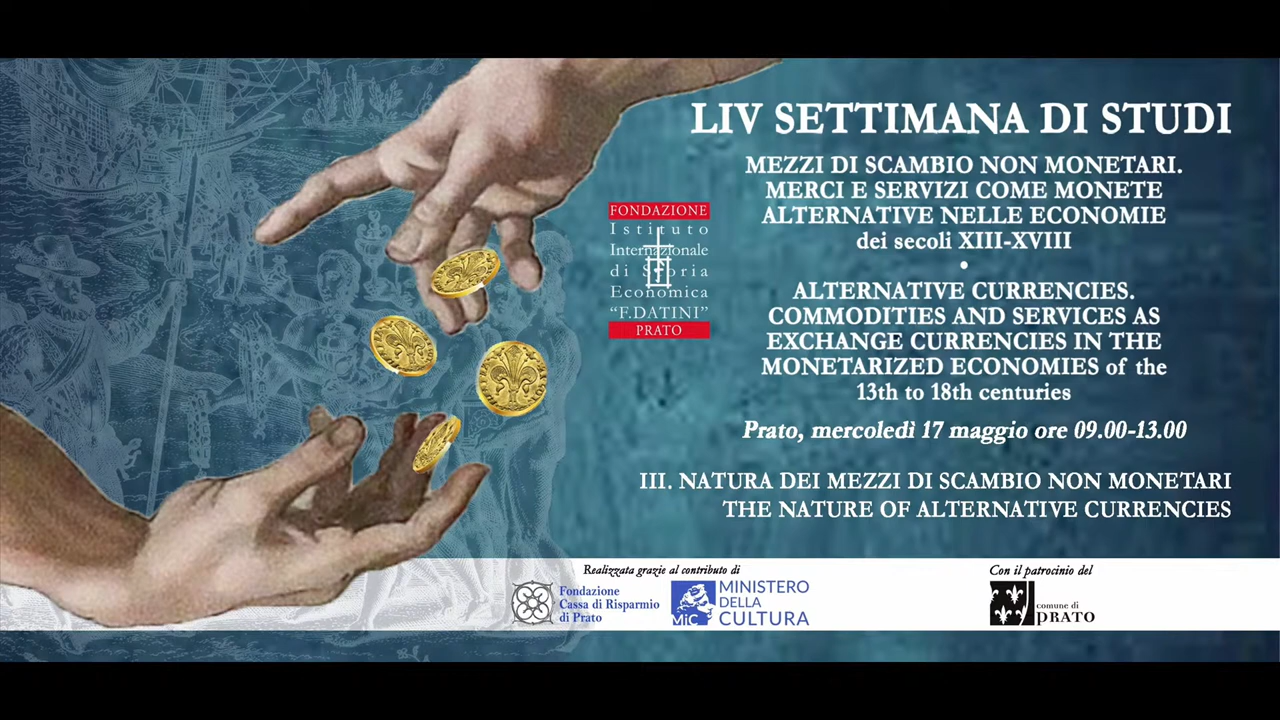 LIV SETTIMANA DI STUDI
MEZZI DI SCAMBIO NON MONETARI.
MERCI E SERVIZI COME MONETE
ALTERNATIVE NELLE ECONOMIE
dei secoli XIII-XVIII
•
ALTERNATIVE CURRENCIES.
COMMODITIES AND SERVICES AS
EXCHANGE CURRENCIES IN THE
MONETARIZED ECONOMIES of the
13th to 18th centuries
Prato, mercoledì 17 maggio ore 09.00-13.00
III. NATURA DEI MEZZI DI SCAMBIO NON MONETARI
THE NATURE OF ALTERNATIVE CURRENCIES
FONDAZIONE
Istituto
Internazionale
di Storia
Economica
"F.DATINI"
PRATO
Realizzata grazie al contributo di
Fondazione
Cassa di Risparmio
di Prato
MiC
MINISTERO
DELLA
CULTURA
Con il patrocinio del
comune di
PRATO